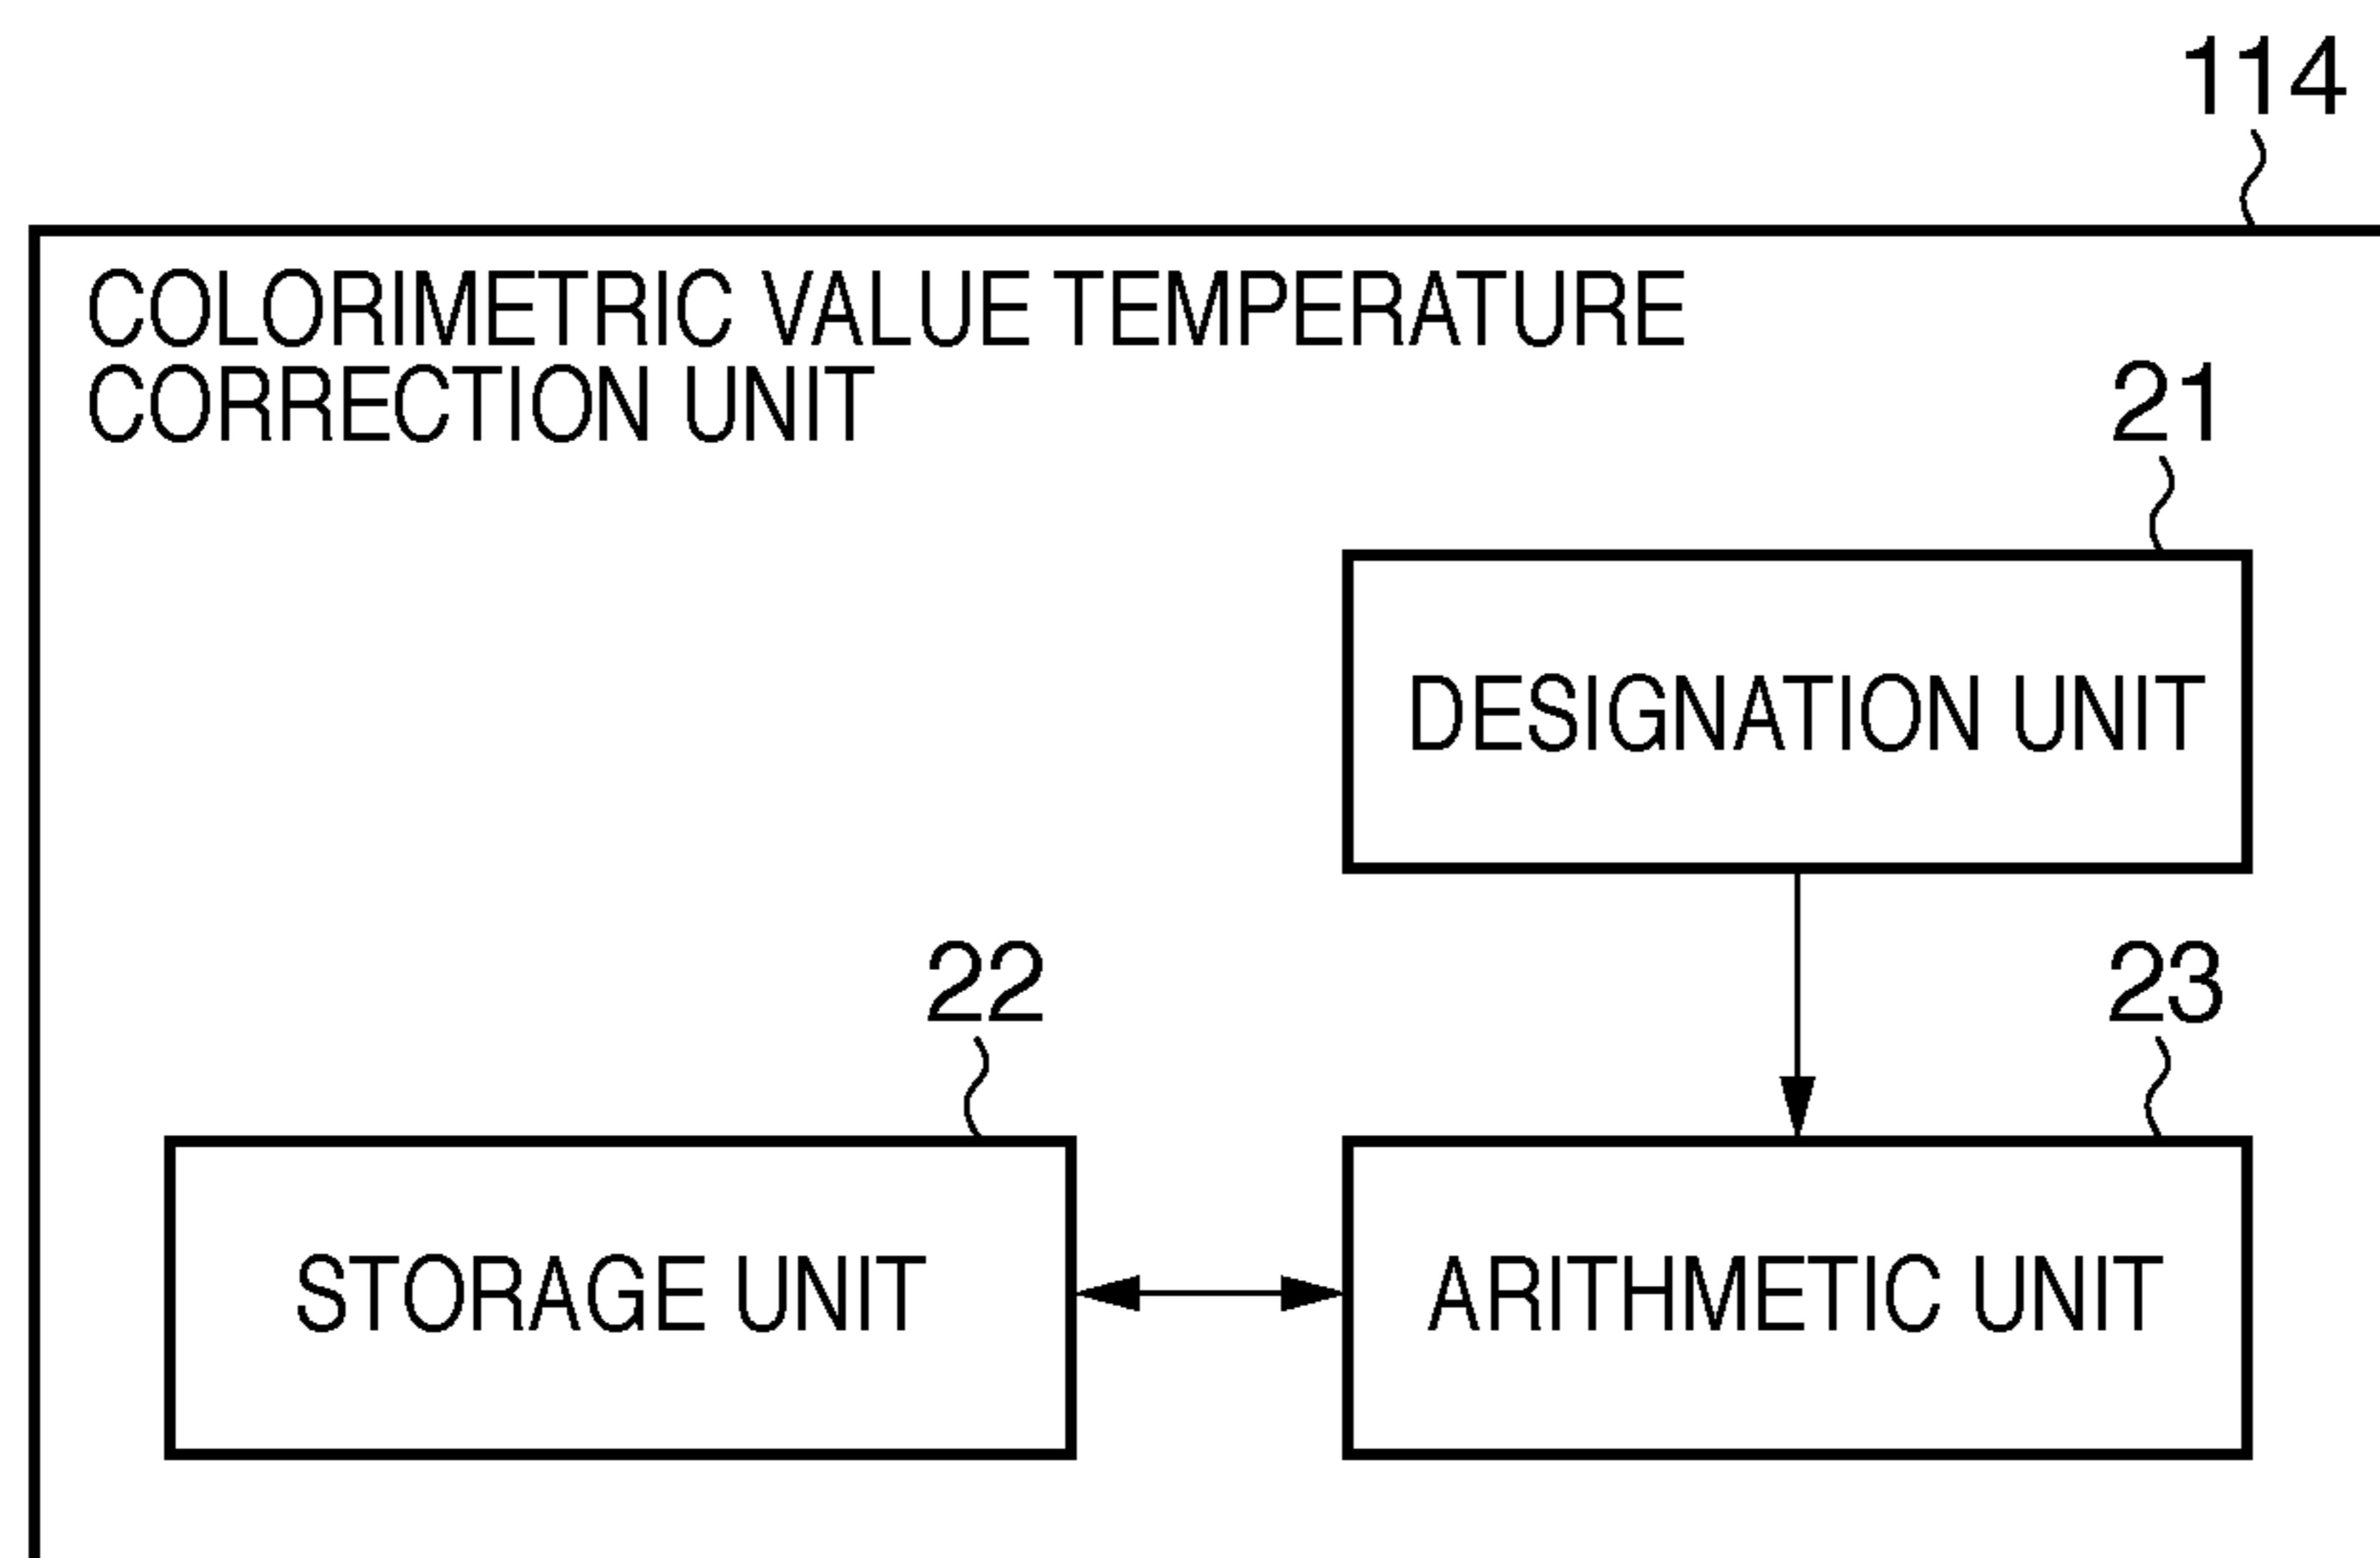 114
COLORIMETRIC VALUE TEMPERATURE
CORRECTION UNIT
21
DESIGNATION UNIT
22
23
STORAGE UNIT
ARITHMETIC UNIT